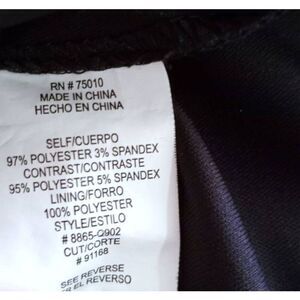 RN # 75010
MADE IN CHINA
HECHO EN CHINA
SELF/CUERPO
97% POLYESTER 3% SPANDEX
CONTRAST/CONTRASTE
95% POLYESTER 5% SPANDEX
LINING/FORRO
100% POLYESTER
STYLE/ESTILO
# 8865-Q902
CUT/CORTE
# 91168
SEE REVERSE
ER EL REVERSO